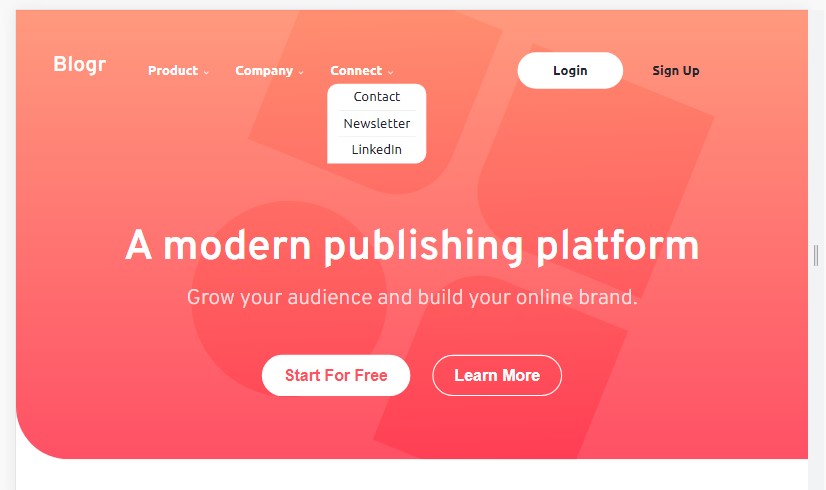 Blogr
Product
Company
Connect
Login
Sign Up
Contact
Newsletter
LinkedIn
A modern publishing platform
Grow your audience and build your online brand.
Start For Free
Learn More